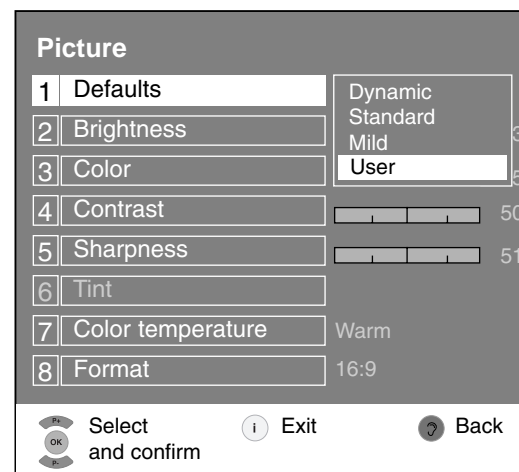 Picture
1 Defaults
Dynamic
Standard
2 Brightness
Mild
3 Color
User
4 Contrast 50
5 Sharpness 51
6 Tint
7 Color temperature Warm
8 Format 16:9
P+
OK
P-
Select
and confirm
i Exit
Back